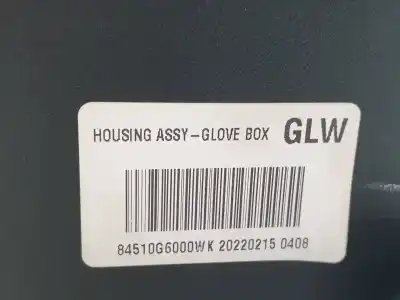 HOUSING ASSY-GLOVE BOX GLW
84510G6000WK 20220215 0408